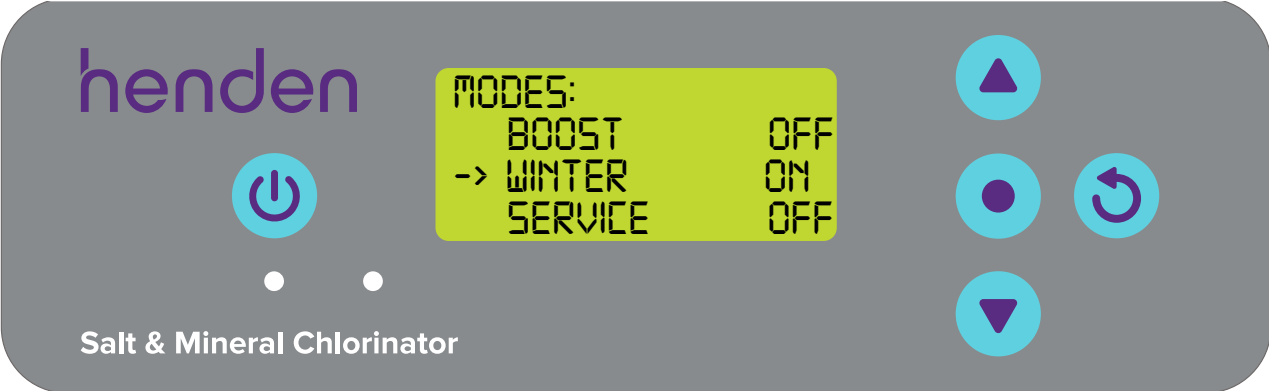 henden
MODES:
BOOST OFF
-> WINTER ON
SERVICE OFF
Salt & Mineral Chlorinator